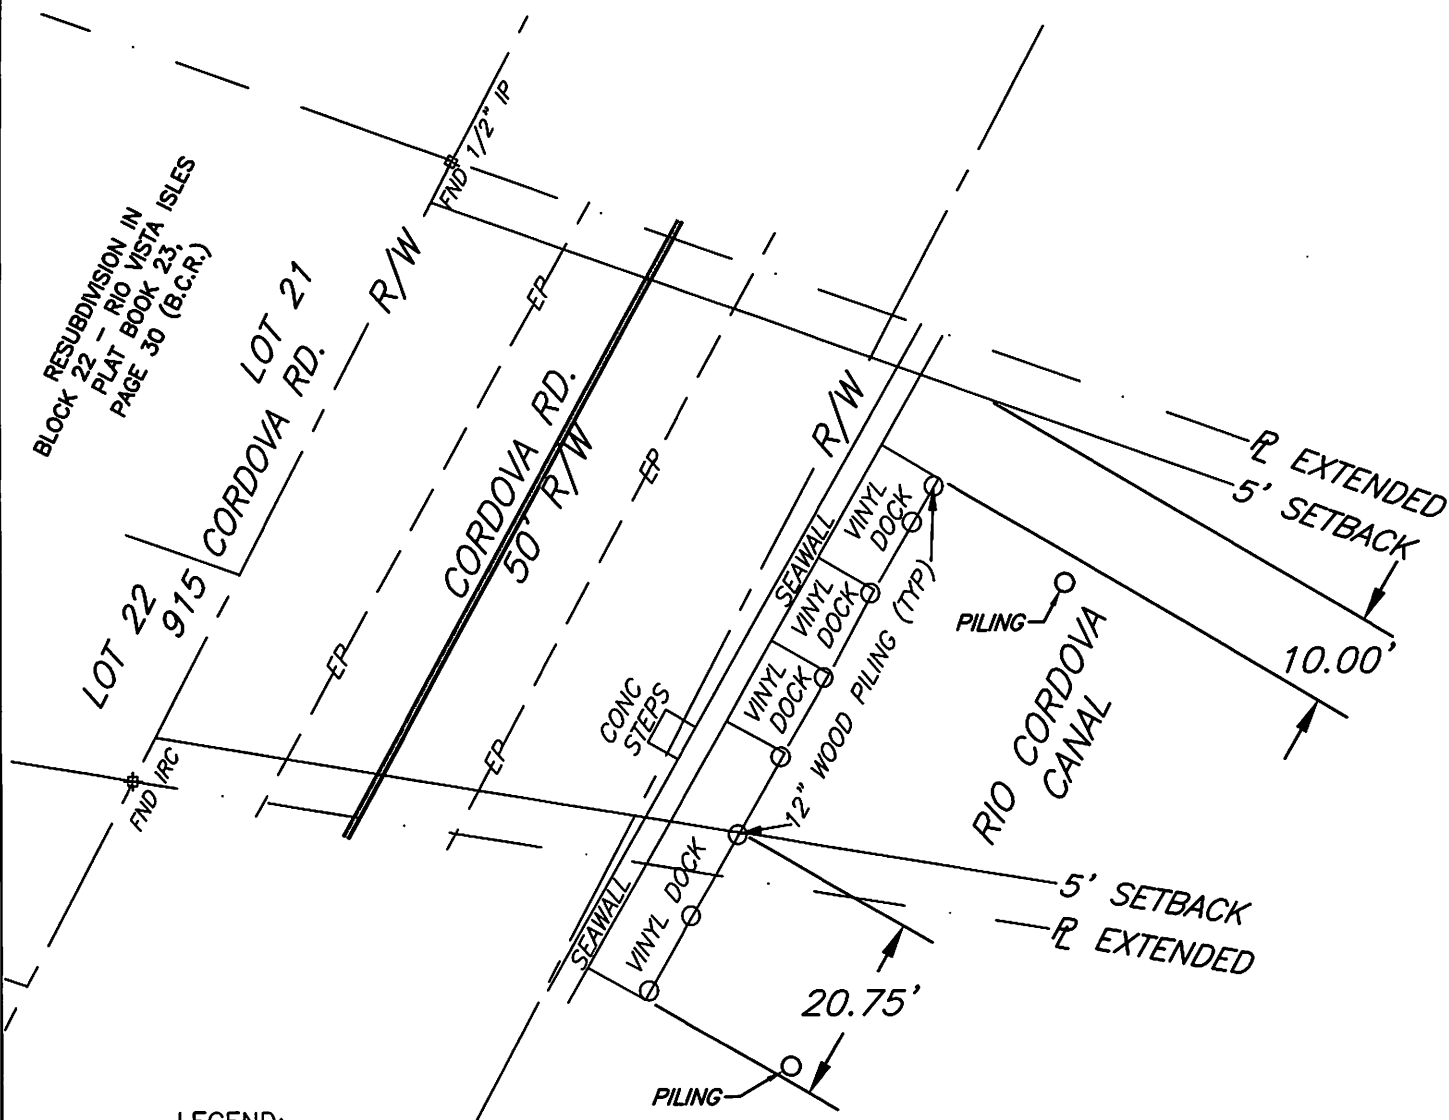 RESUBDIVISION IN
BLOCK 22 - RIO VISTA ISLES
PLAT BOOK 23,
PAGE 30 (B.C.R.)
FND 1/2" IP
LOT 21
R/W
CORDOVA RD.
LOT 22
915
FND IRC
EP
EP
EP
EP
CORDOVA RD.
50' R/W
R/W
SEAWALL
VINYL
DOCK
VINYL
DOCK
VINYL
DOCK
12" WOOD PILING (TYP)
CONC
STEPS
SEAWALL
VINYL DOCK
PILING
RIO CORDOVA
CANAL
PL EXTENDED
5' SETBACK
10.00'
5' SETBACK
PL EXTENDED
20.75'
PILING
LEGEND: